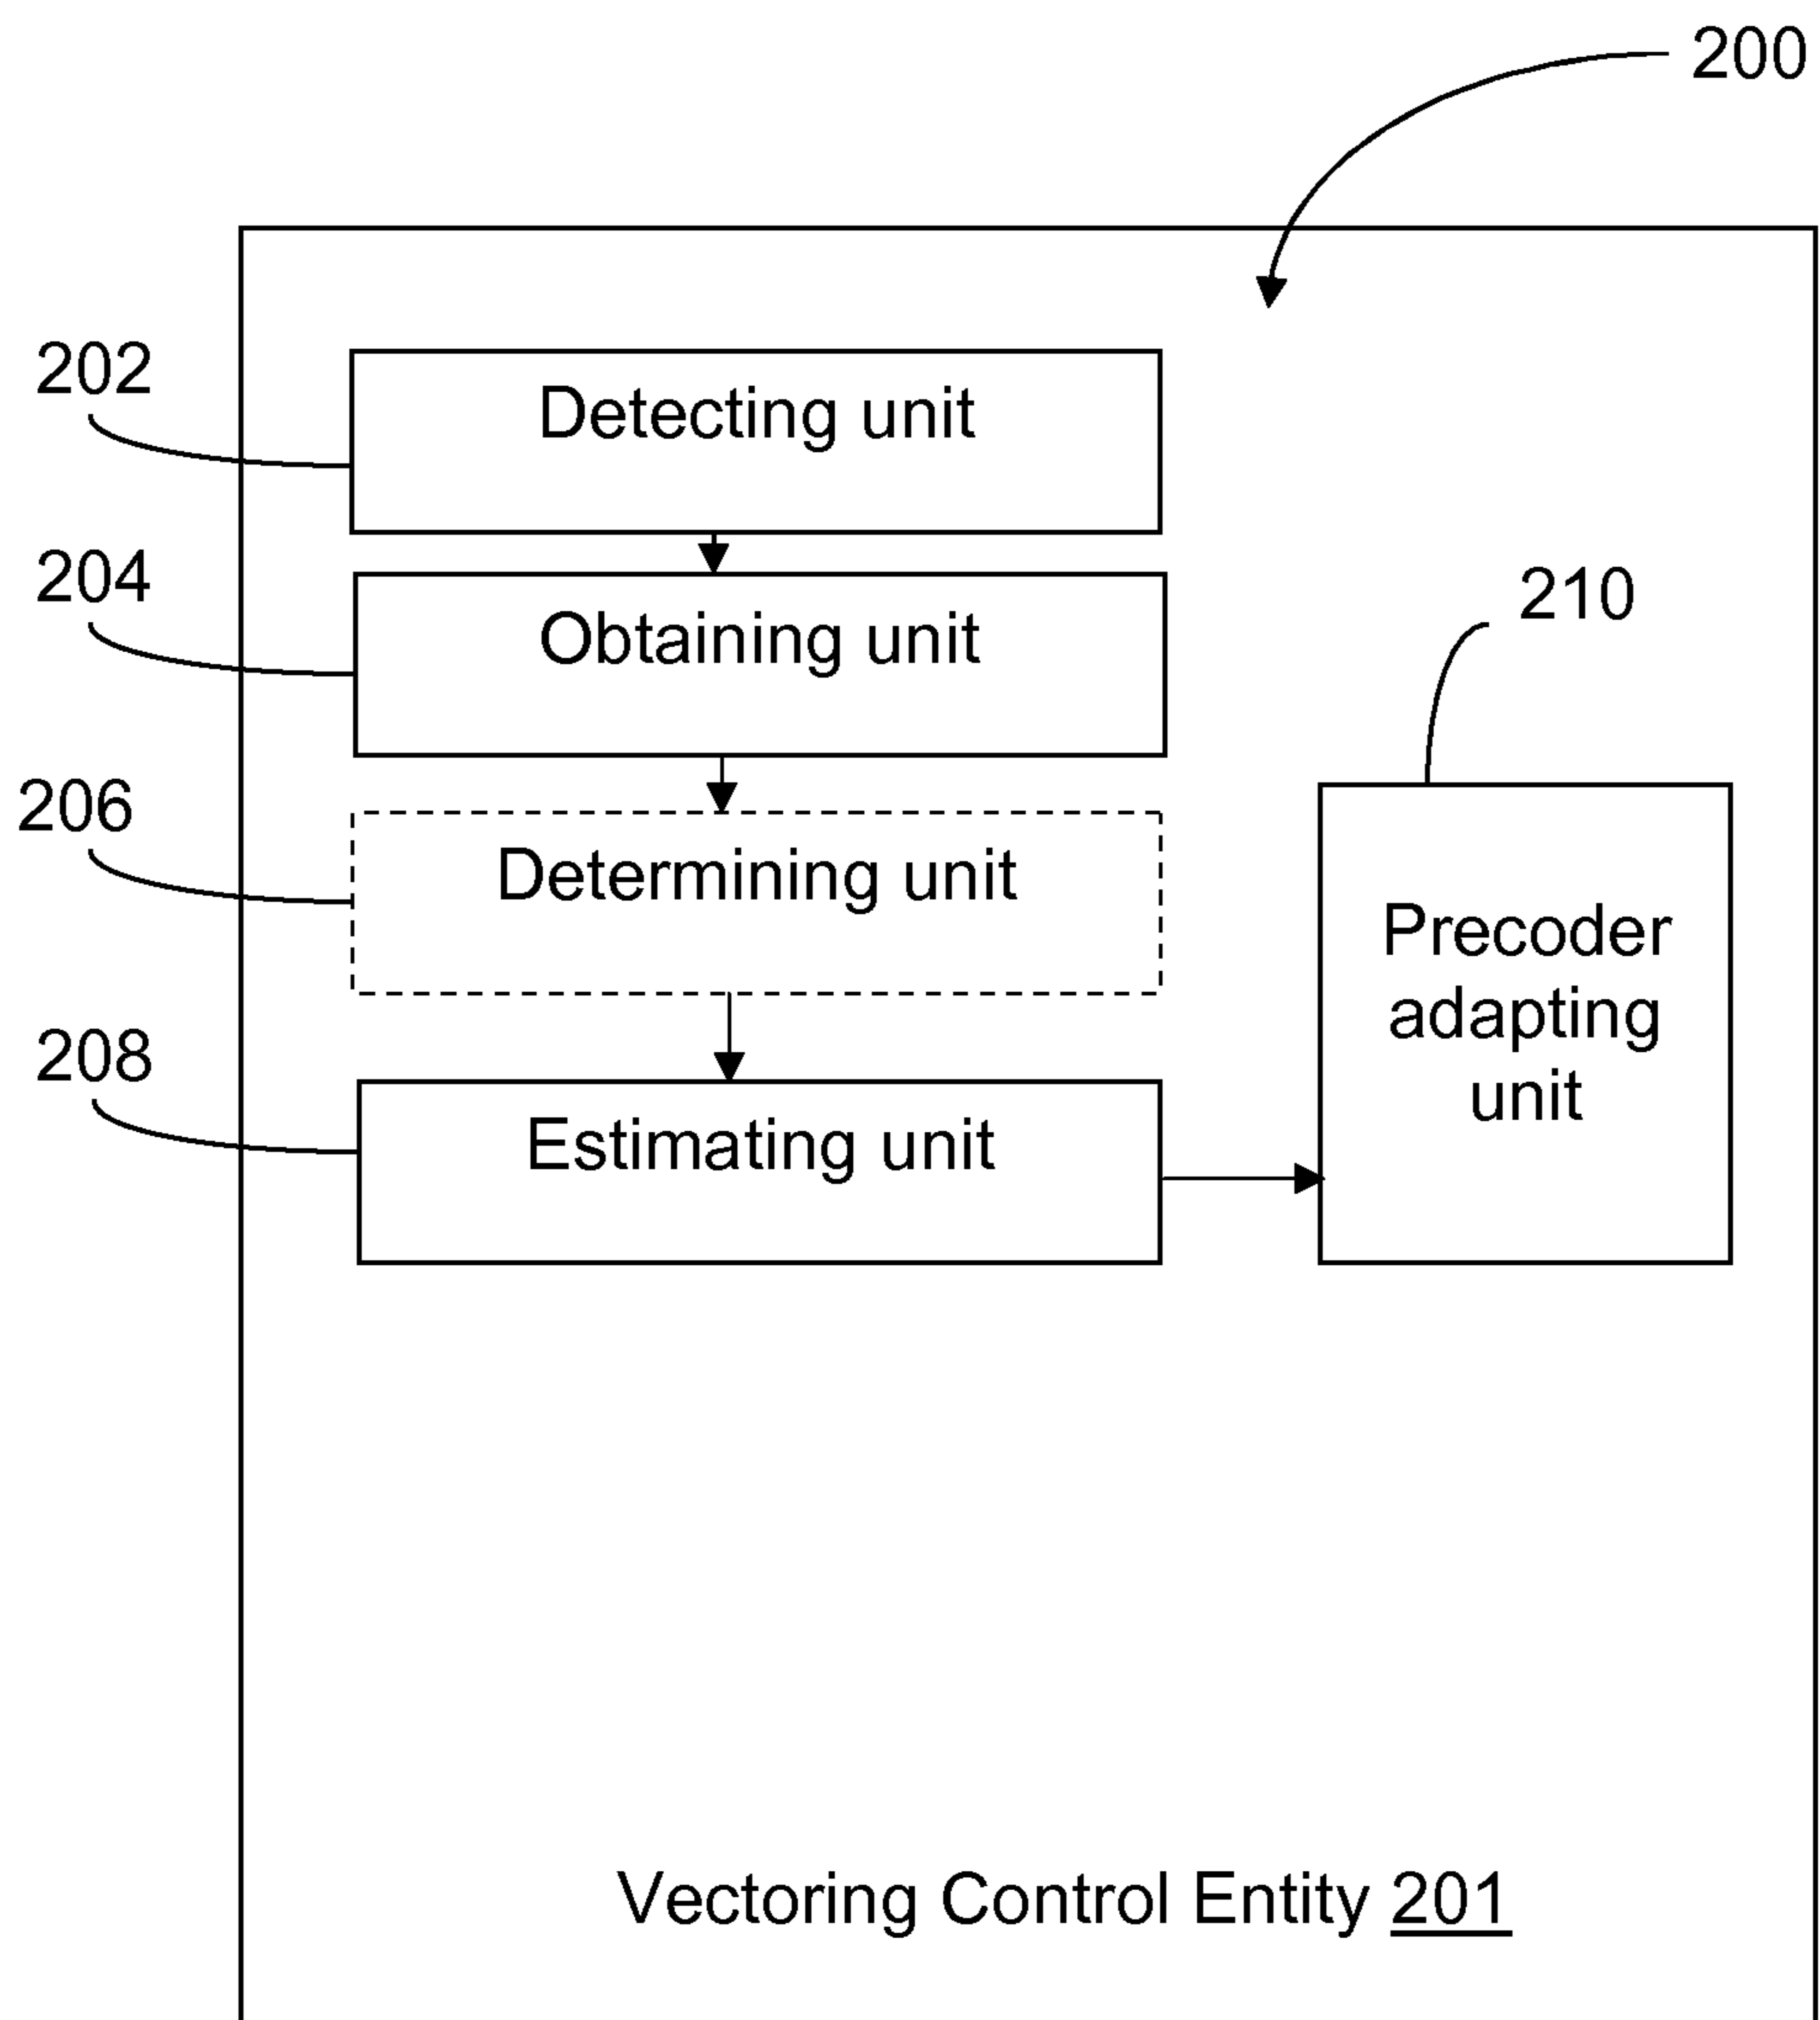 200
202
Detecting unit
204
Obtaining unit
210
206
Determining unit
Precoder
adapting
unit
208
Estimating unit
Vectoring Control Entity 201